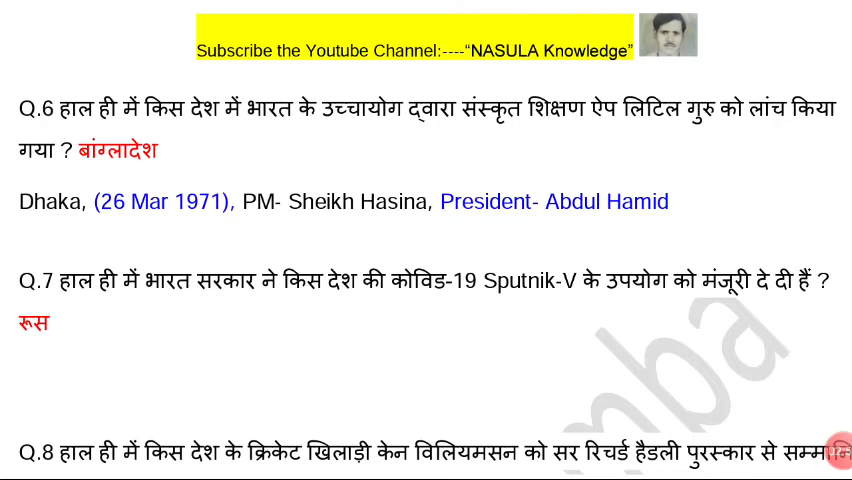 Subscribe the Youtube Channel:----“NASULA Knowledge”
Q.6 हाल ही में किस देश में भारत के उच्चायोग द्वारा संस्कृत शिक्षण ऐप लिटिल गुरु को लांच किया
गया ? बांग्लादेश
Dhaka, (26 Mar 1971), PM- Sheikh Hasina, President- Abdul Hamid
Q.7 हाल ही में भारत सरकार ने किस देश की कोविड-19 Sputnik-V के उपयोग को मंजूरी दे दी हैं ?
रूस
Q.8 हाल ही में किस देश के क्रिकेट खिलाड़ी केन विलियमसन को सर रिचर्ड हैडली पुरस्कार से